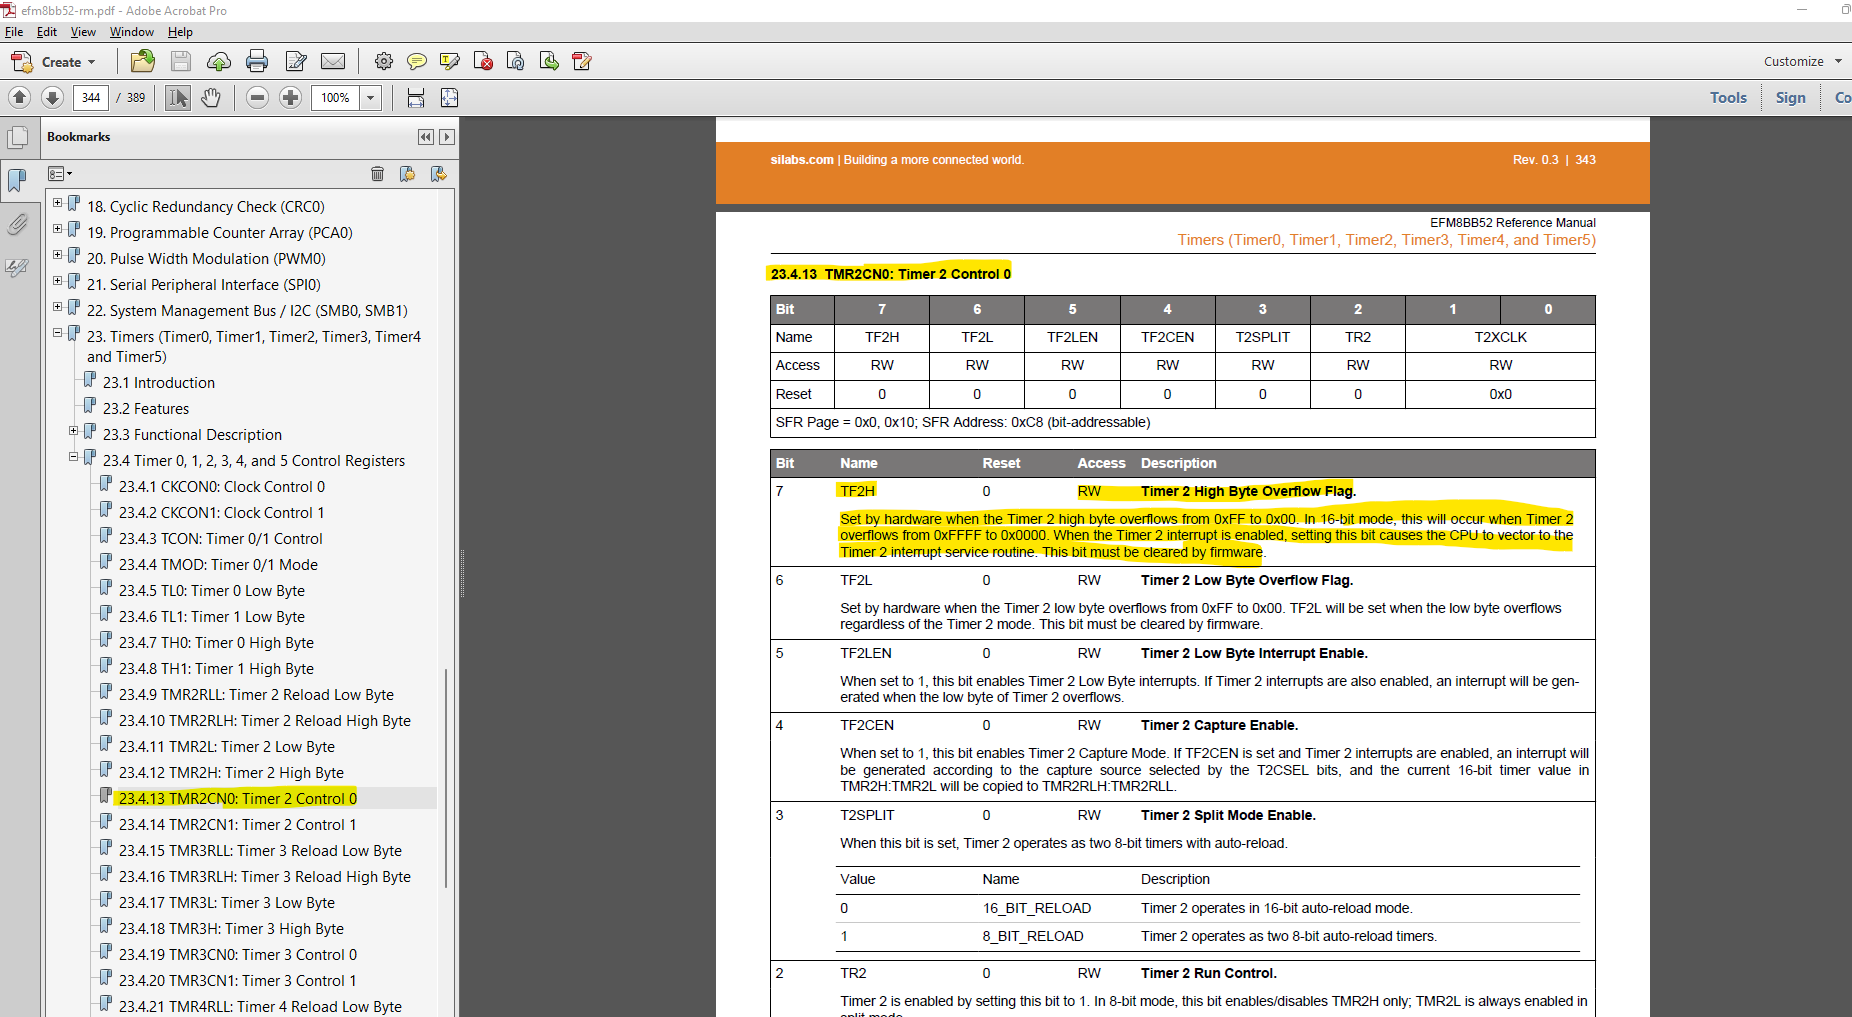 efm8bb52-rm.pdf - Adobe Acrobat Pro
File Edit View Window Help
Create
Customize
344 / 389
100%
Tools Sign Co
Bookmarks
18. Cyclic Redundancy Check (CRC0)
19. Programmable Counter Array (PCA0)
20. Pulse Width Modulation (PWM0)
21. Serial Peripheral Interface (SPI0)
22. System Management Bus / I2C (SMB0, SMB1)
23. Timers (Timer0, Timer1, Timer2, Timer3, Timer4
and Timer5)
23.1 Introduction
23.2 Features
23.3 Functional Description
23.4 Timer 0, 1, 2, 3, 4, and 5 Control Registers
23.4.1 CKCON0: Clock Control 0
23.4.2 CKCON1: Clock Control 1
23.4.3 TCON: Timer 0/1 Control
23.4.4 TMOD: Timer 0/1 Mode
23.4.5 TL0: Timer 0 Low Byte
23.4.6 TL1: Timer 1 Low Byte
23.4.7 TH0: Timer 0 High Byte
23.4.8 TH1: Timer 1 High Byte
23.4.9 TMR2RLL: Timer 2 Reload Low Byte
23.4.10 TMR2RLH: Timer 2 Reload High Byte
23.4.11 TMR2L: Timer 2 Low Byte
23.4.12 TMR2H: Timer 2 High Byte
23.4.13 TMR2CN0: Timer 2 Control 0
23.4.14 TMR2CN1: Timer 2 Control 1
23.4.15 TMR3RLL: Timer 3 Reload Low Byte
23.4.16 TMR3RLH: Timer 3 Reload High Byte
23.4.17 TMR3L: Timer 3 Low Byte
23.4.18 TMR3H: Timer 3 High Byte
23.4.19 TMR3CN0: Timer 3 Control 0
23.4.20 TMR3CN1: Timer 3 Control 1
23.4.21 TMR4RLL: Timer 4 Reload Low Byte
silabs.com | Building a more connected world. Rev. 0.3 | 343
EFM8BB52 Reference Manual
Timers (Timer0, Timer1, Timer2, Timer3, Timer4, and Timer5)
23.4.13 TMR2CN0: Timer 2 Control 0
Bit 7 6 5 4 3 2 1 0
Name TF2H TF2L TF2LEN TF2CEN T2SPLIT TR2 T2XCLK
Access RW RW RW RW RW RW RW
Reset 0 0 0 0 0 0 0x0
SFR Page = 0x0, 0x10; SFR Address: 0xC8 (bit-addressable)
Bit Name Reset Access Description
7 TF2H 0 RW Timer 2 High Byte Overflow Flag.
Set by hardware when the Timer 2 high byte overflows from 0xFF to 0x00. In 16-bit mode, this will occur when Timer 2
overflows from 0xFFFF to 0x0000. When the Timer 2 interrupt is enabled, setting this bit causes the CPU to vector to the
Timer 2 interrupt service routine. This bit must be cleared by firmware.
6 TF2L 0 RW Timer 2 Low Byte Overflow Flag.
Set by hardware when the Timer 2 low byte overflows from 0xFF to 0x00. TF2L will be set when the low byte overflows
regardless of the Timer 2 mode. This bit must be cleared by firmware.
5 TF2LEN 0 RW Timer 2 Low Byte Interrupt Enable.
When set to 1, this bit enables Timer 2 Low Byte interrupts. If Timer 2 interrupts are also enabled, an interrupt will be gen-
erated when the low byte of Timer 2 overflows.
4 TF2CEN 0 RW Timer 2 Capture Enable.
When set to 1, this bit enables Timer 2 Capture Mode. If TF2CEN is set and Timer 2 interrupts are enabled, an interrupt will
be generated according to the capture source selected by the T2CSEL bits, and the current 16-bit timer value in
TMR2H:TMR2L will be copied to TMR2RLH:TMR2RLL.
3 T2SPLIT 0 RW Timer 2 Split Mode Enable.
When this bit is set, Timer 2 operates as two 8-bit timers with auto-reload.
Value Name Description
0 16_BIT_RELOAD Timer 2 operates in 16-bit auto-reload mode.
1 8_BIT_RELOAD Timer 2 operates as two 8-bit auto-reload timers.
2 TR2 0 RW Timer 2 Run Control.
Timer 2 is enabled by setting this bit to 1. In 8-bit mode, this bit enables/disables TMR2H only; TMR2L is always enabled in
split mode.